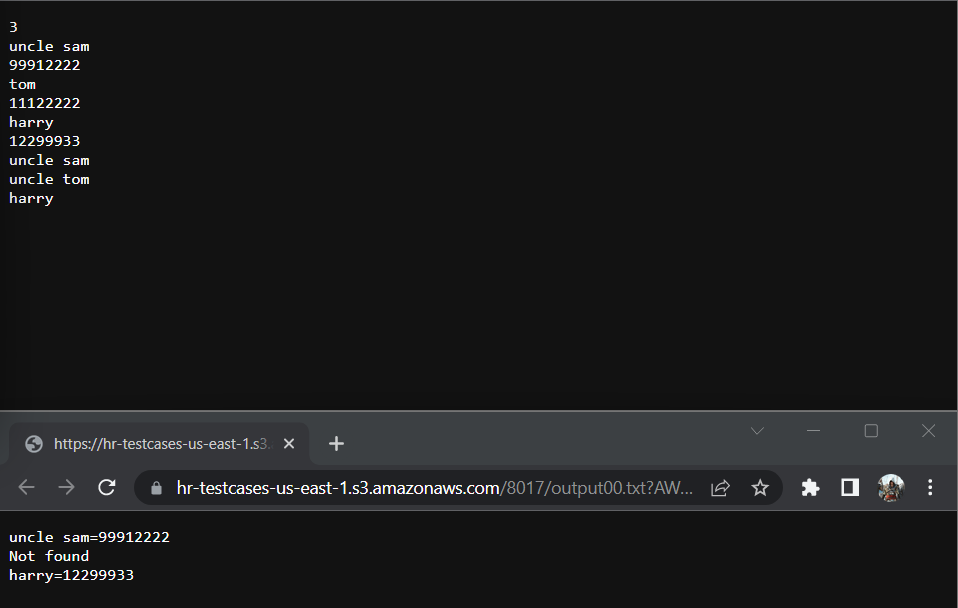 3
uncle sam
99912222
tom
11122222
harry
12299933
uncle sam
uncle tom
harry
https://hr-testcases-us-east-1.s3.
hr-testcases-us-east-1.s3.amazonaws.com/8017/output00.txt?AW...
uncle sam=99912222
Not found
harry=12299933